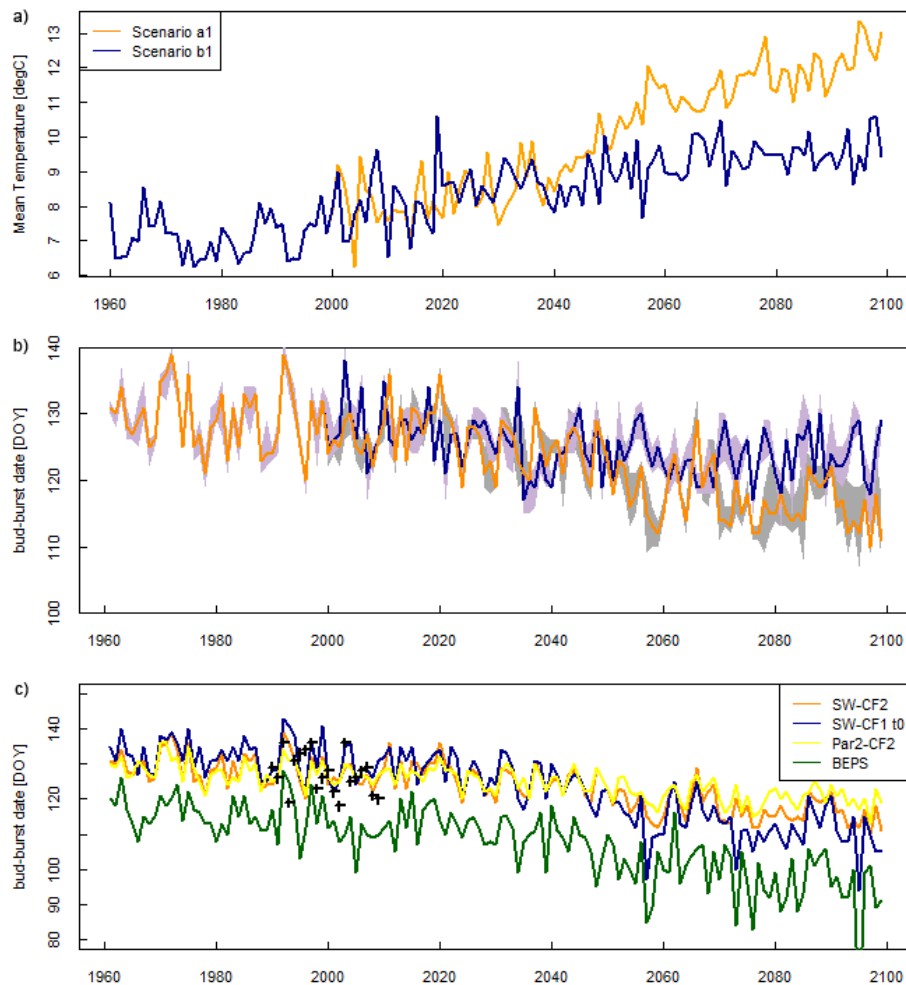 a)
Scenario a1
Scenario b1
Mean Temperature [degC]
13
12
11
10
9
8
7
6
1960 1980 2000 2020 2040 2060 2080 2100
b)
bud-burst date [DOY]
140
130
120
110
100
1960 1980 2000 2020 2040 2060 2080 2100
c)
SW-CF2
SW-CF1 t0
Par2-CF2
BEPS
bud-burst date [DOY]
140
120
100
90
80
1960 1980 2000 2020 2040 2060 2080 2100